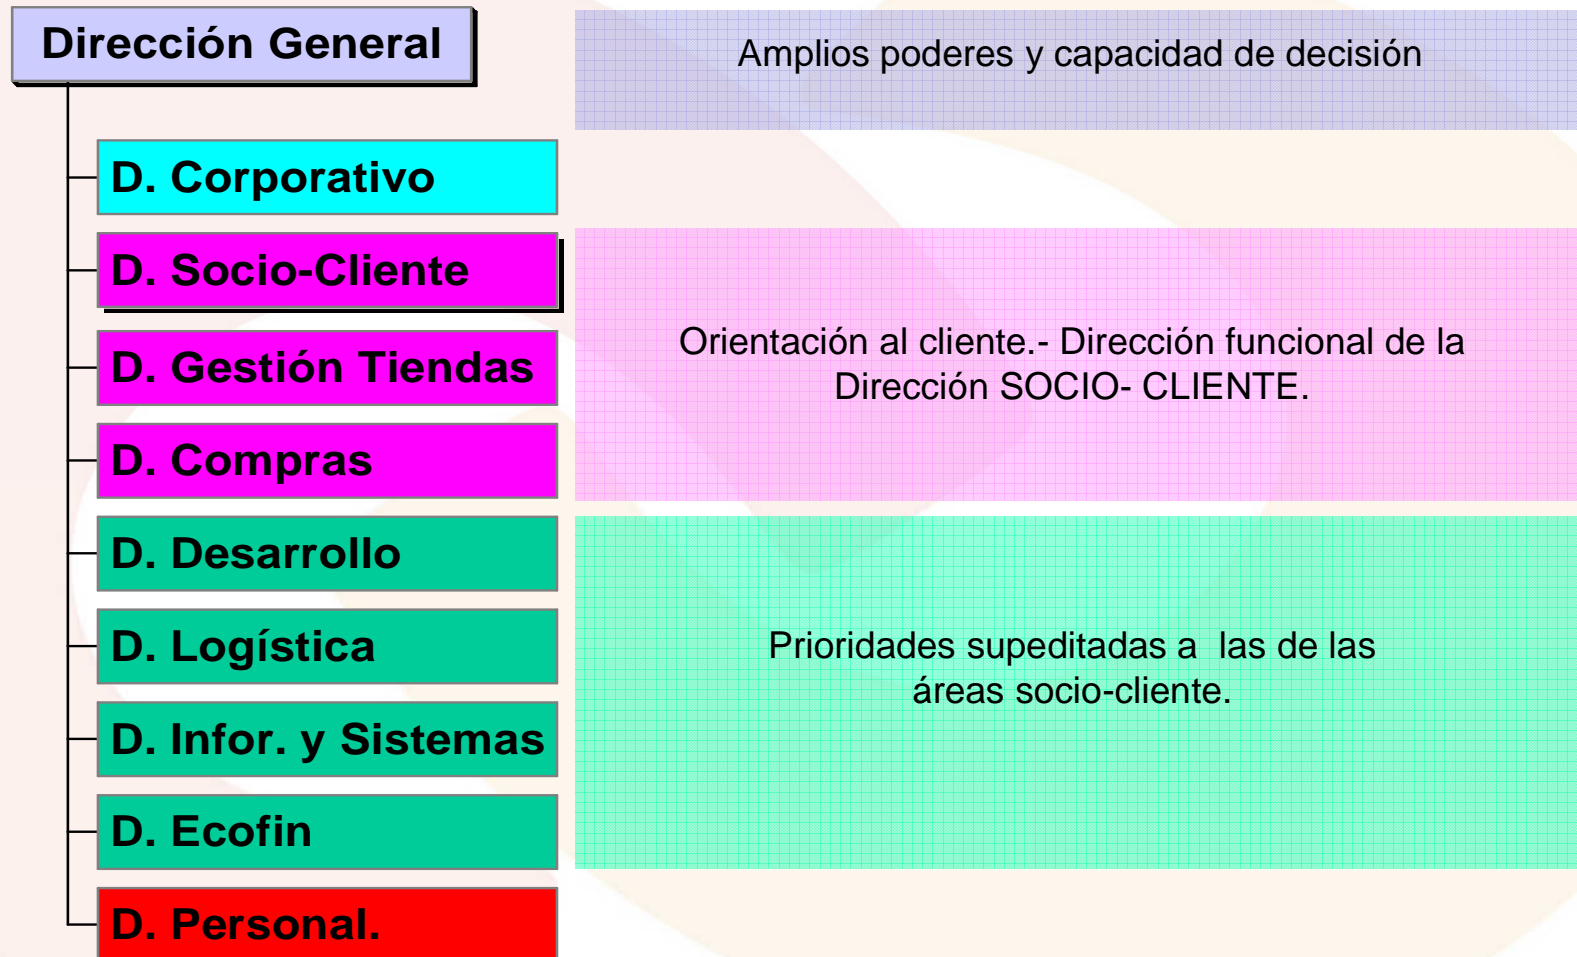 Dirección General
Amplios poderes y capacidad de decisión
D. Corporativo
D. Socio-Cliente
D. Gestión Tiendas
D. Compras
Orientación al cliente.- Dirección funcional de la
Dirección SOCIO- CLIENTE.
D. Desarrollo
D. Logística
D. Infor. y Sistemas
D. Ecofin
Prioridades supeditadas a  las de las
áreas socio-cliente.
D. Personal.